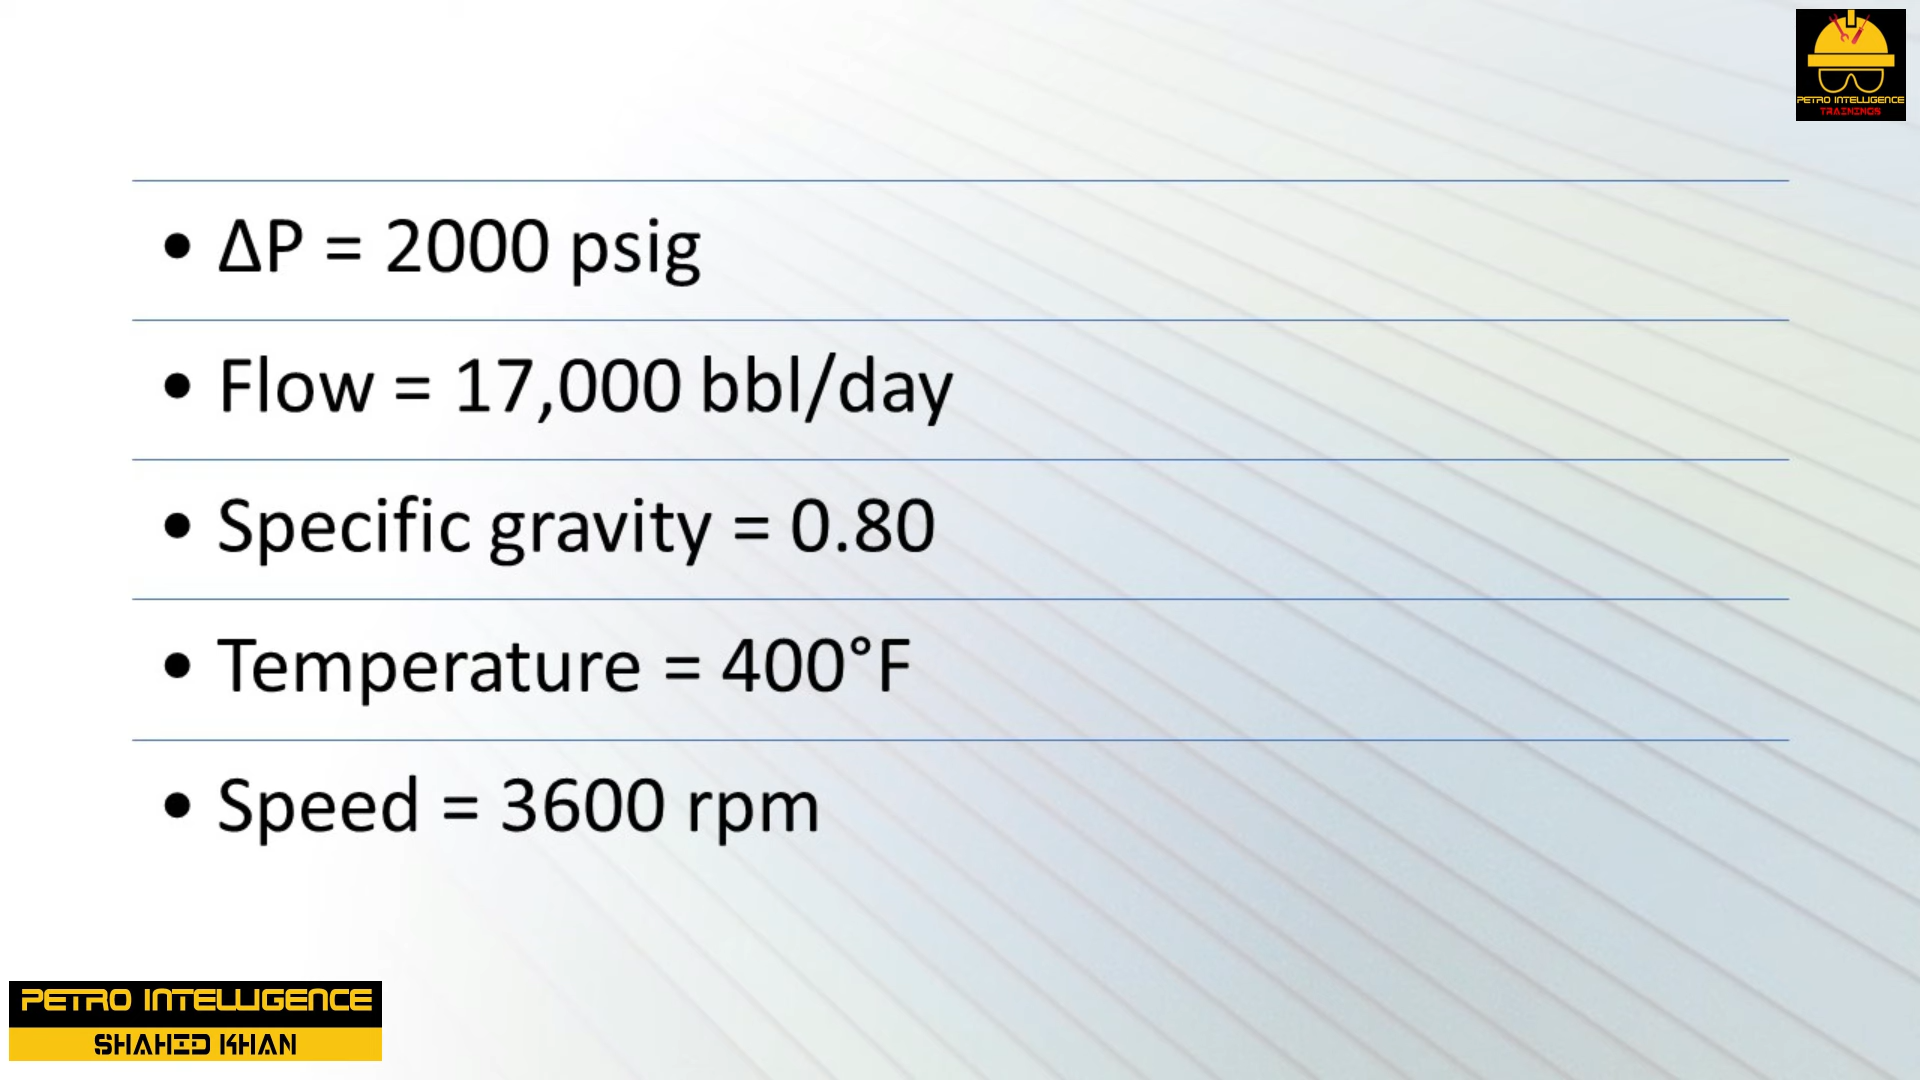 PETRO INTELLIGENCE
TRAININGS
• ΔP = 2000 psig
• Flow = 17,000 bbl/day
• Specific gravity = 0.80
• Temperature = 400°F
• Speed = 3600 rpm
PETRO INTELLIGENCE
SHAHID KHAN